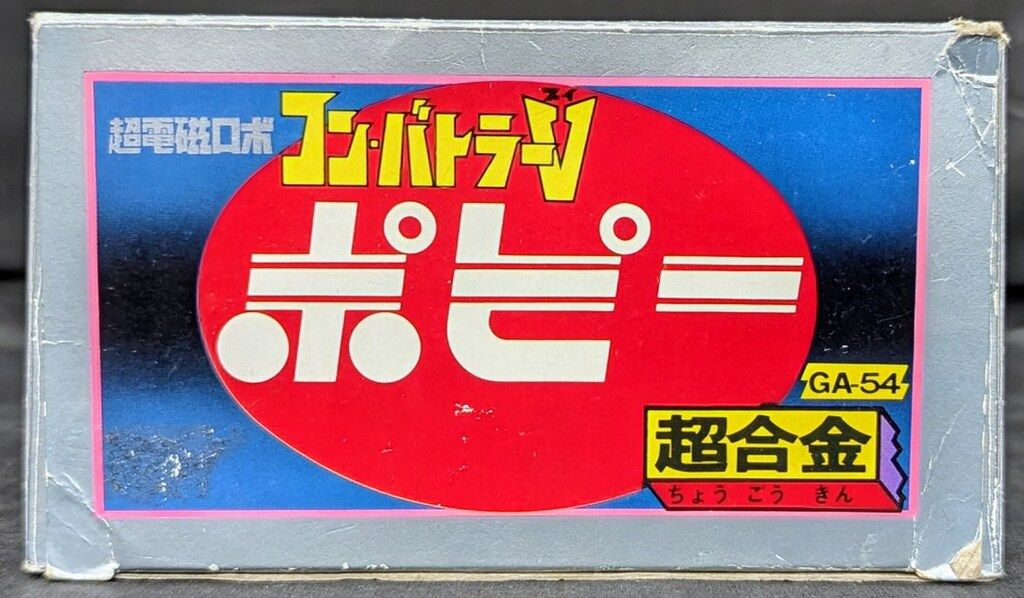 超電磁ロボ コン・バトラーV
ブイ
ポピー
GA-54
超合金
ちょう ごう きん